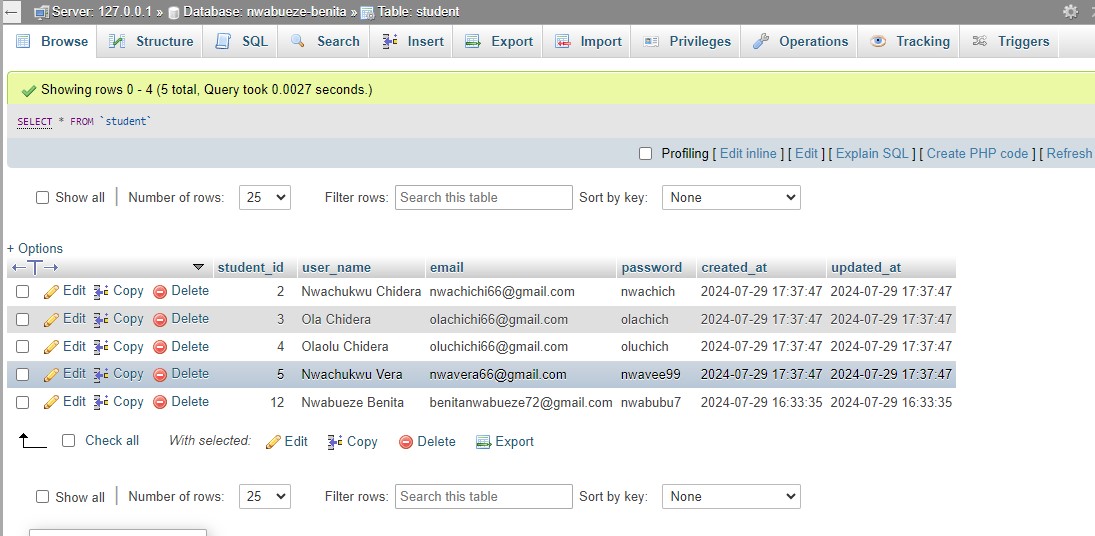 Server: 127.0.0.1 » Database: nwabueze-benita » Table: student
Browse Structure SQL Search Insert Export Import Privileges Operations Tracking Triggers
Showing rows 0 - 4 (5 total, Query took 0.0027 seconds.)
SELECT * FROM `student`
Profiling [ Edit inline ] [ Edit ] [ Explain SQL ] [ Create PHP code ] [ Refresh
Show all Number of rows: 25 Filter rows: Search this table Sort by key: None
+ Options
←T→ student_id user_name email password created_at updated_at
Edit Copy Delete 2 Nwachukwu Chidera nwachichi66@gmail.com nwachich 2024-07-29 17:37:47 2024-07-29 17:37:47
Edit Copy Delete 3 Ola Chidera olachichi66@gmail.com olachich 2024-07-29 17:37:47 2024-07-29 17:37:47
Edit Copy Delete 4 Olaolu Chidera oluchichi66@gmail.com oluchich 2024-07-29 17:37:47 2024-07-29 17:37:47
Edit Copy Delete 5 Nwachukwu Vera nwavera66@gmail.com nwavee99 2024-07-29 17:37:47 2024-07-29 17:37:47
Edit Copy Delete 12 Nwabueze Benita benitanwabueze72@gmail.com nwabubu7 2024-07-29 16:33:35 2024-07-29 16:33:35
Check all With selected: Edit Copy Delete Export
Show all Number of rows: 25 Filter rows: Search this table Sort by key: None